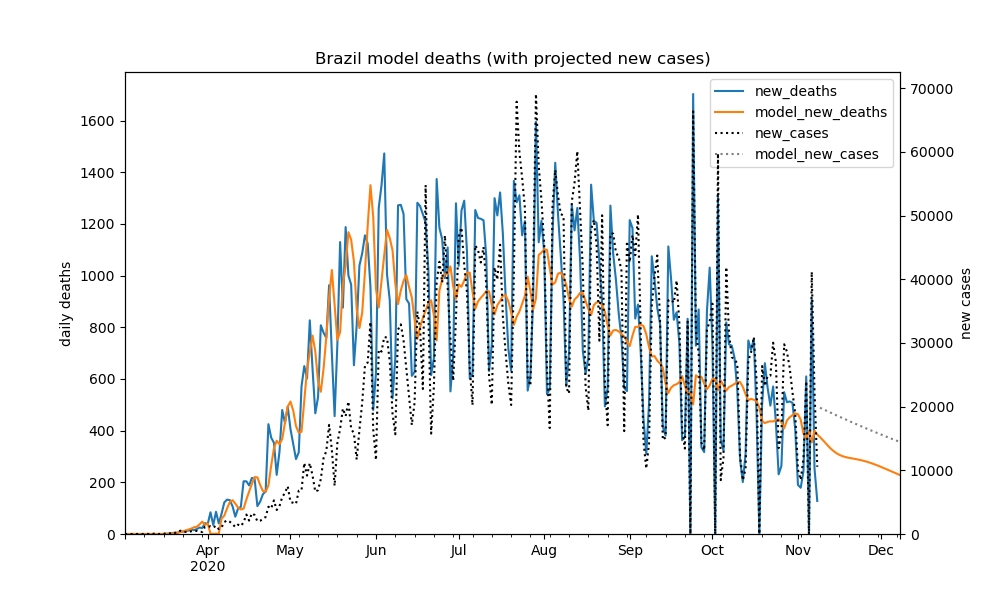 Brazil model deaths (with projected new cases)
new_deaths
model_new_deaths
new_cases
model_new_cases
daily deaths
new cases
1600
1400
1200
1000
800
600
400
200
0
70000
60000
50000
40000
30000
20000
10000
0
Apr May Jun Jul Aug Sep Oct Nov Dec
2020